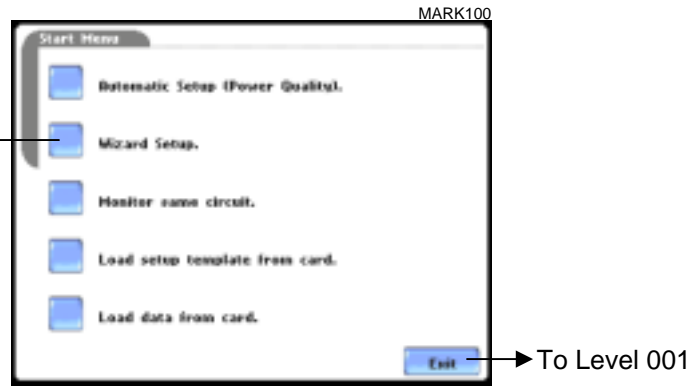 MARK100
Start Menu
Automatic Setup (Power Quality).
Wizard Setup.
Monitor same circuit.
Load setup template from card.
Load data from card.
Exit
To Level 001